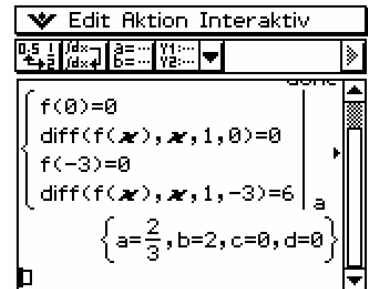 Edit Aktion Interaktiv
f(0)=0
diff(f(x),x,1,0)=0
f(-3)=0
diff(f(x),x,1,-3)=6 | a
{a=2/3,b=2,c=0,d=0}